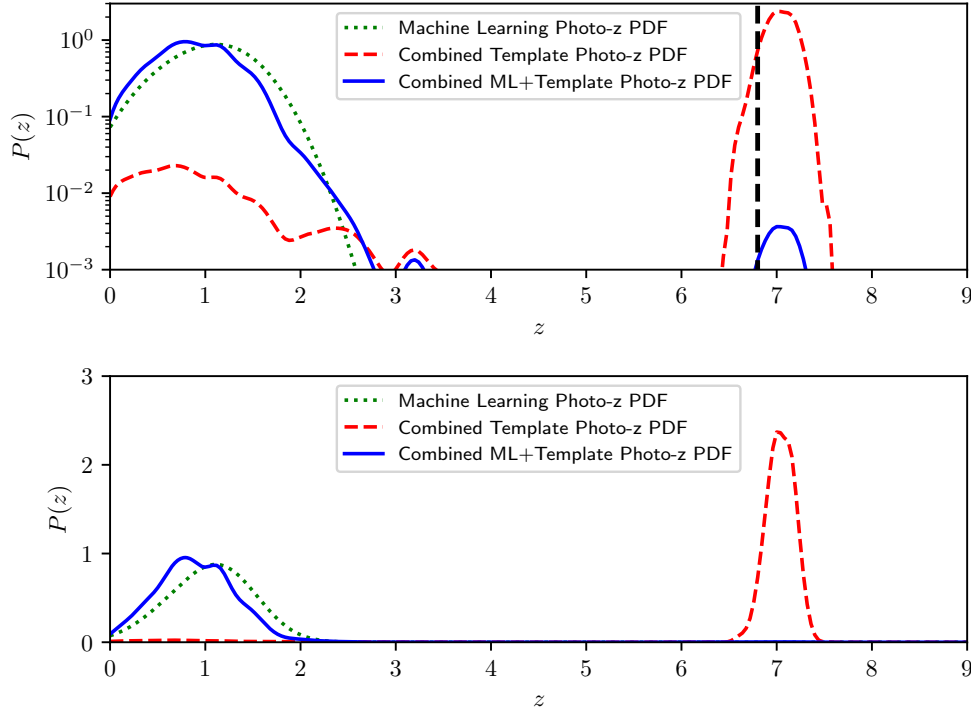 Machine Learning Photo-z PDF
Combined Template Photo-z PDF
Combined ML+Template Photo-z PDF
10^0
10^{-1}
10^{-2}
10^{-3}
P(z)
0 1 2 3 4 5 6 7 8 9
z
Machine Learning Photo-z PDF
Combined Template Photo-z PDF
Combined ML+Template Photo-z PDF
3
2
1
0
P(z)
0 1 2 3 4 5 6 7 8 9
z